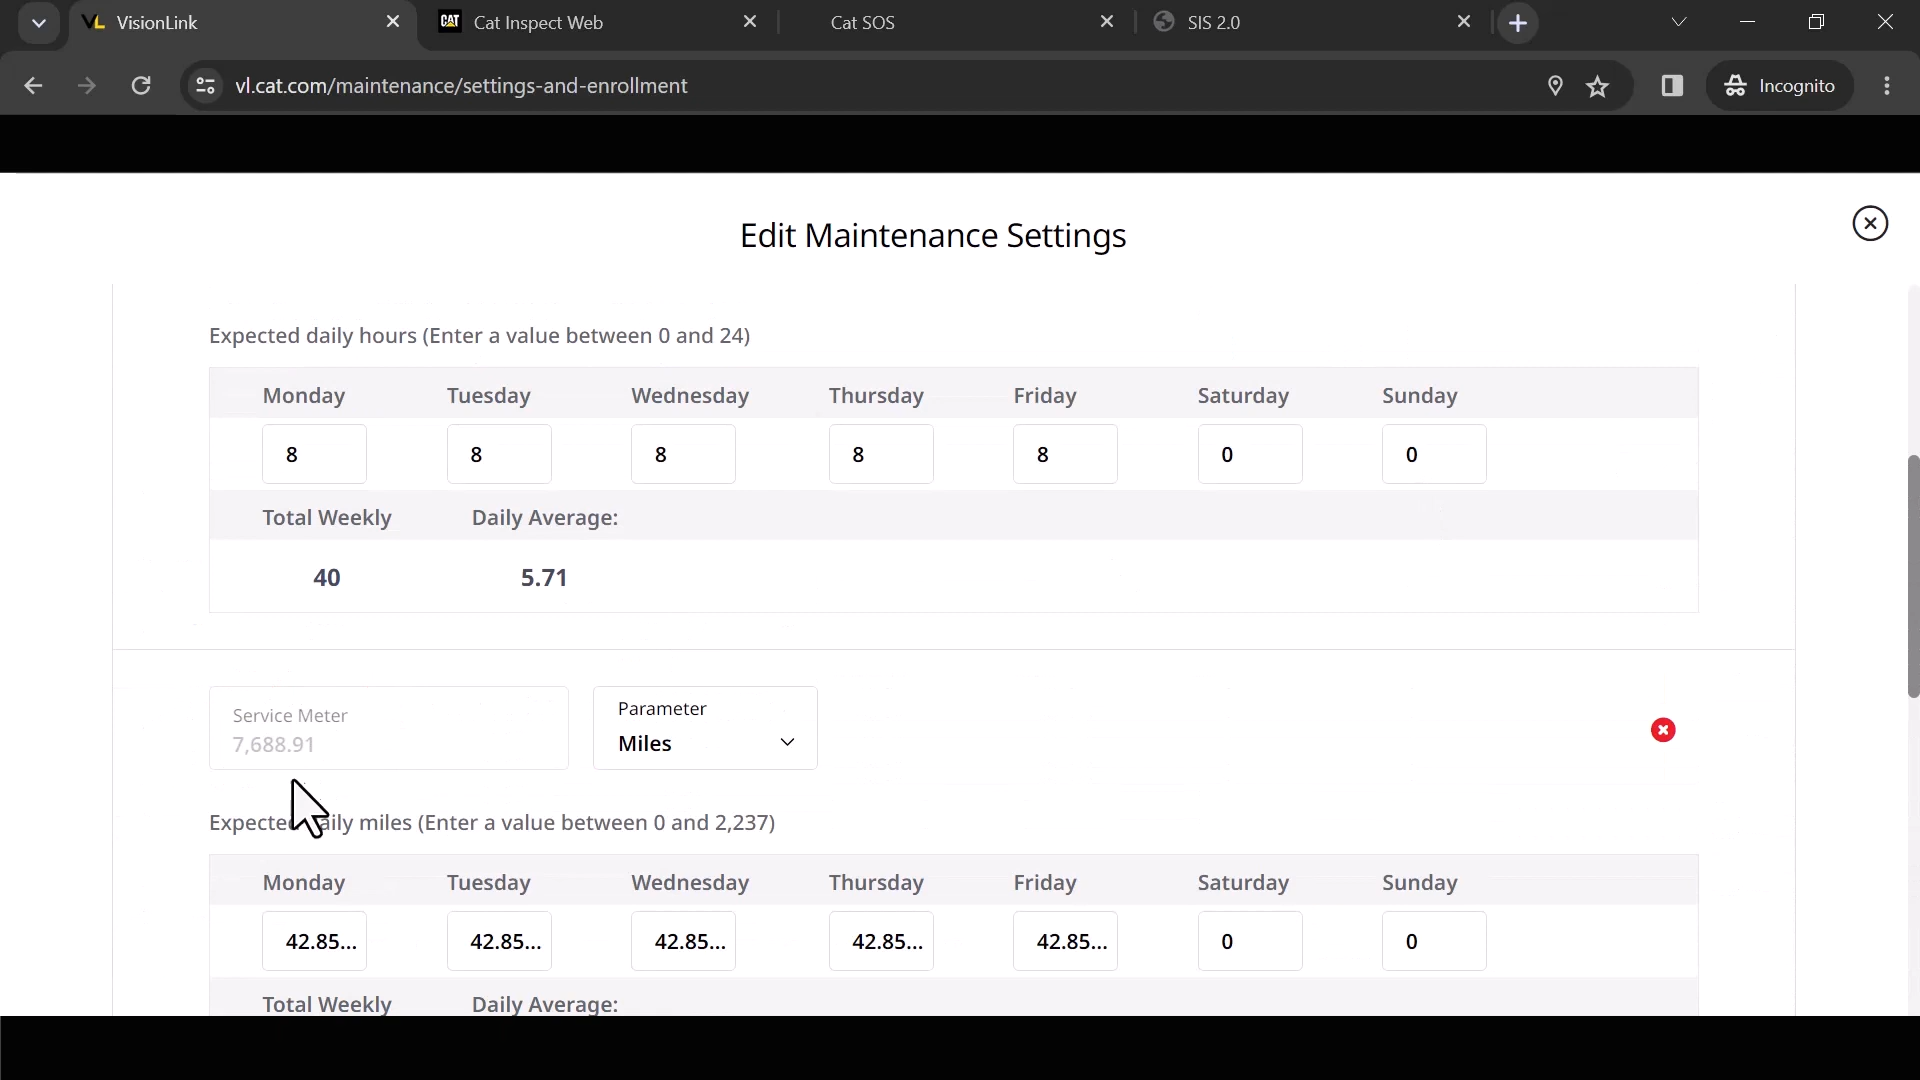 VisionLink
Cat Inspect Web
Cat SOS
SIS 2.0
vl.cat.com/maintenance/settings-and-enrollment
Incognito
Edit Maintenance Settings
Expected daily hours (Enter a value between 0 and 24)
Monday Tuesday Wednesday Thursday Friday Saturday Sunday
8 8 8 8 8 0 0
Total Weekly Daily Average:
40 5.71
Service Meter
7,688.91
Parameter
Miles
Expected daily miles (Enter a value between 0 and 2,237)
Monday Tuesday Wednesday Thursday Friday Saturday Sunday
42.85... 42.85... 42.85... 42.85... 42.85... 0 0
Total Weekly Daily Average: